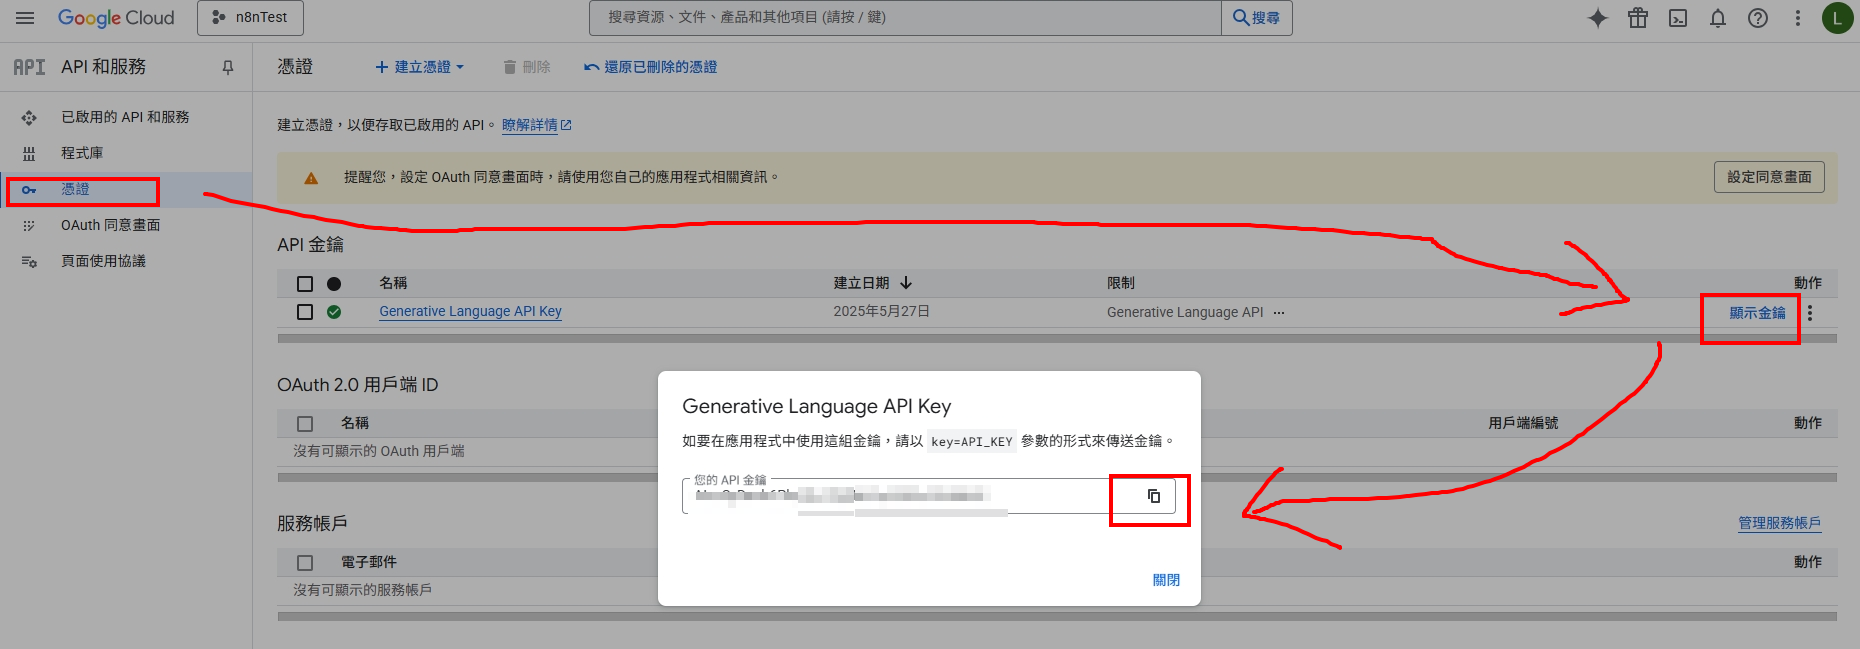 Google Cloud
n8nTest
搜尋資源、文件、產品和其他項目 (請按 / 鍵)
搜尋
L
API
API 和服務
憑證
建立憑證
刪除
還原已刪除的憑證
已啟用的 API 和服務
程式庫
憑證
OAuth 同意畫面
頁面使用協議
建立憑證，以便存取已啟用的 API。 瞭解詳情
提醒您，設定 OAuth 同意畫面時，請使用您自己的應用程式相關資訊。
設定同意畫面
API 金鑰
名稱
建立日期
限制
動作
Generative Language API Key
2025年5月27日
Generative Language API
顯示金鑰
OAuth 2.0 用戶端 ID
名稱
用戶端編號
動作
沒有可顯示的 OAuth 用戶端
服務帳戶
管理服務帳戶
電子郵件
動作
沒有可顯示的服務帳戶
Generative Language API Key
如要在應用程式中使用這組金鑰，請以 key=API_KEY 參數的形式來傳送金鑰。
您的 API 金鑰
關閉